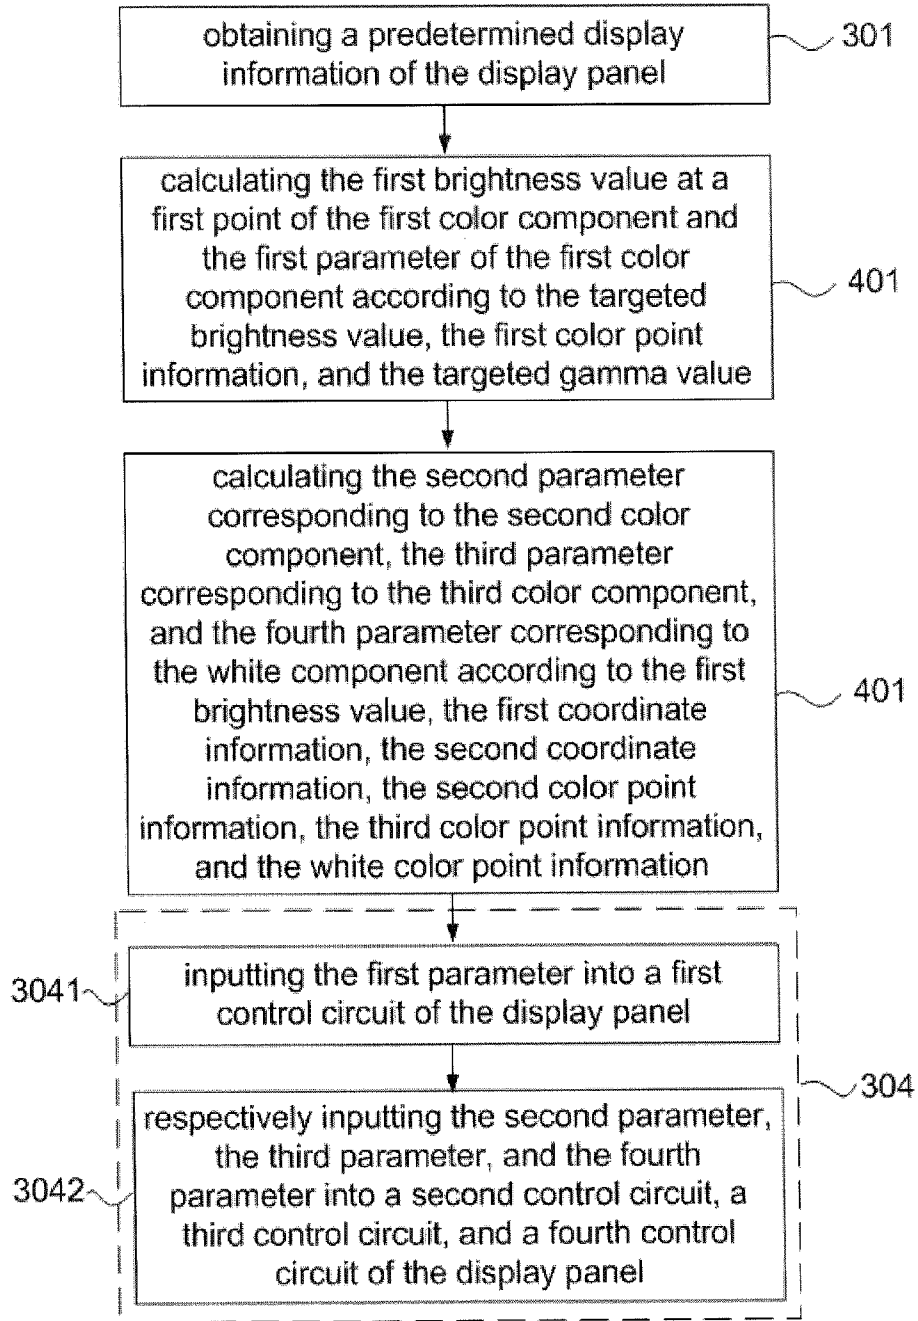 obtaining a predetermined display
information of the display panel
301
calculating the first brightness value at a
first point of the first color component and
the first parameter of the first color
component according to the targeted
brightness value, the first color point
information, and the targeted gamma value
401
calculating the second parameter
corresponding to the second color
component, the third parameter
corresponding to the third color component,
and the fourth parameter corresponding to
the white component according to the first
brightness value, the first coordinate
information, the second coordinate
information, the second color point
information, the third color point information,
and the white color point information
401
3041
inputting the first parameter into a first
control circuit of the display panel
304
3042
respectively inputting the second parameter,
the third parameter, and the fourth
parameter into a second control circuit, a
third control circuit, and a fourth control
circuit of the display panel